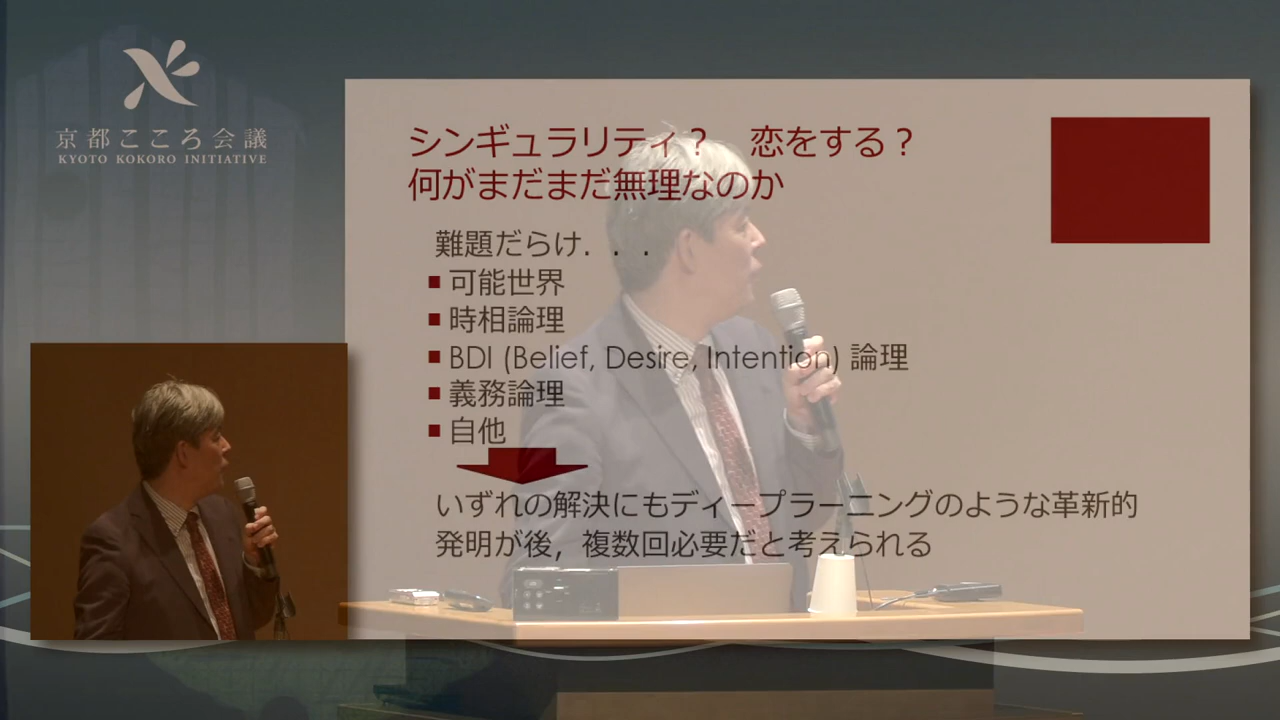 京都こころ会議
KYOTO KOKORO INITIATIVE
シンギュラリティ？　恋をする？
何がまだまだ無理なのか
難題だらけ．．．
可能世界
時相論理
BDI (Belief, Desire, Intention) 論理
義務論理
自他
いずれの解決にもディープラーニングのような革新的
発明が後，複数回必要だと考えられる